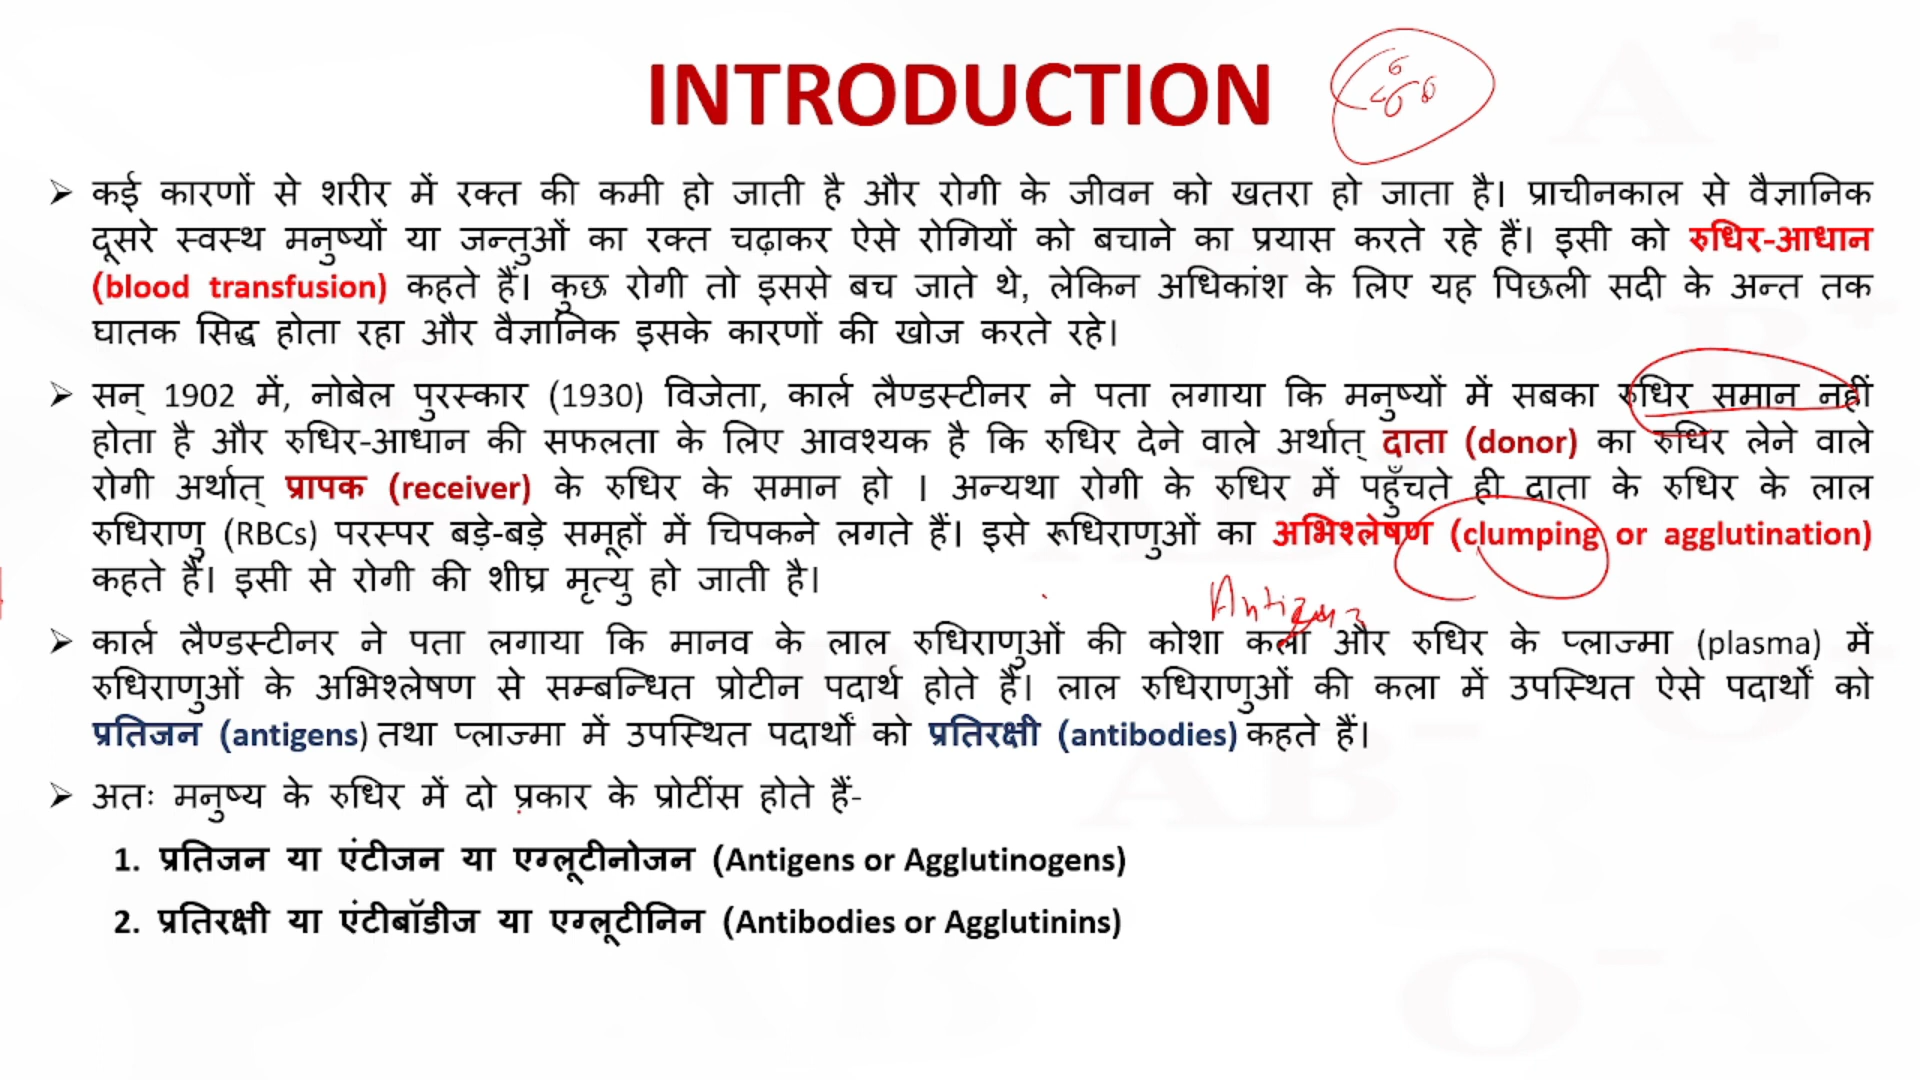 INTRODUCTION
➢ कई कारणों से शरीर में रक्त की कमी हो जाती है और रोगी के जीवन को खतरा हो जाता है। प्राचीनकाल से वैज्ञानिक
दूसरे स्वस्थ मनुष्यों या जन्तुओं का रक्त चढ़ाकर ऐसे रोगियों को बचाने का प्रयास करते रहे हैं। इसी को रुधिर-आधान
(blood transfusion) कहते हैं। कुछ रोगी तो इससे बच जाते थे, लेकिन अधिकांश के लिए यह पिछली सदी के अन्त तक
घातक सिद्ध होता रहा और वैज्ञानिक इसके कारणों की खोज करते रहे।
➢ सन् 1902 में, नोबेल पुरस्कार (1930) विजेता, कार्ल लैण्डस्टीनर ने पता लगाया कि मनुष्यों में सबका रुधिर समान नहीं
होता है और रुधिर-आधान की सफलता के लिए आवश्यक है कि रुधिर देने वाले अर्थात् दाता (donor) का रुधिर लेने वाले
रोगी अर्थात् प्रापक (receiver) के रुधिर के समान हो । अन्यथा रोगी के रुधिर में पहुँचते ही दाता के रुधिर के लाल
रुधिराणु (RBCs) परस्पर बड़े-बड़े समूहों में चिपकने लगते हैं। इसे रूधिराणुओं का अभिश्लेषण (clumping or agglutination)
कहते हैं। इसी से रोगी की शीघ्र मृत्यु हो जाती है।
कार्ल लैण्डस्टीनर ने पता लगाया कि मानव के लाल रुधिराणुओं की कोशा कला और रुधिर के प्लाज्मा (plasma) में
रुधिराणुओं के अभिश्लेषण से सम्बन्धित प्रोटीन पदार्थ होते हैं। लाल रुधिराणुओं की कला में उपस्थित ऐसे पदार्थों को
प्रतिजन (antigens) तथा प्लाज्मा में उपस्थित पदार्थों को प्रतिरक्षी (antibodies) कहते हैं।
➢ अतः मनुष्य के रुधिर में दो प्रकार के प्रोटींस होते हैं-
1. प्रतिजन या एंटीजन या एग्लूटीनोजन (Antigens or Agglutinogens)
2. प्रतिरक्षी या एंटीबॉडीज या एग्लूटीनिन (Antibodies or Agglutinins)